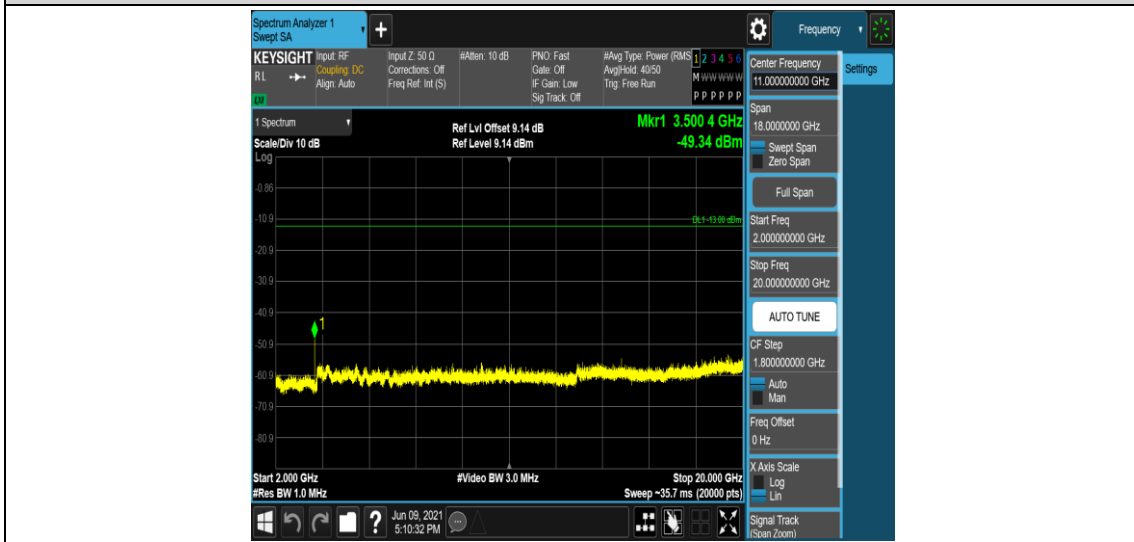 Spectrum Analyzer 1
Swept SA
+
Frequency
KEYSIGHT
RL
Input: RF
Coupling: DC
Align: Auto
Input Z: 50 Ω
Corrections: Off
Freq Ref: Int (S)
#Atten: 10 dB
PNO: Fast
Gate: Off
IF Gain: Low
Sig Track: Off
#Avg Type: Power (RMS
Avg|Hold: 40/50
Trig: Free Run
1 2 3 4 5 6
M W W W W W
P P P P P P
LXI
1 Spectrum
Scale/Div 10 dB
Log
Ref Lvl Offset 9.14 dB
Ref Level 9.14 dBm
Mkr1 3.500 4 GHz
-49.34 dBm
-0.86
-10.9
DL1 -13.00 dBm
-20.9
-30.9
-40.9
1
-50.9
-60.9
-70.9
-80.9
Start 2.000 GHz
#Res BW 1.0 MHz
#Video BW 3.0 MHz
Stop 20.000 GHz
Sweep ~35.7 ms (20000 pts)
Jun 09, 2021
5:10:32 PM
?
Center Frequency
11.000000000 GHz
Settings
Span
18.0000000 GHz
Swept Span
Zero Span
Full Span
Start Freq
2.000000000 GHz
Stop Freq
20.000000000 GHz
AUTO TUNE
CF Step
1.800000000 GHz
Auto
Man
Freq Offset
0 Hz
X Axis Scale
Log
Lin
Signal Track
(Span Zoom)